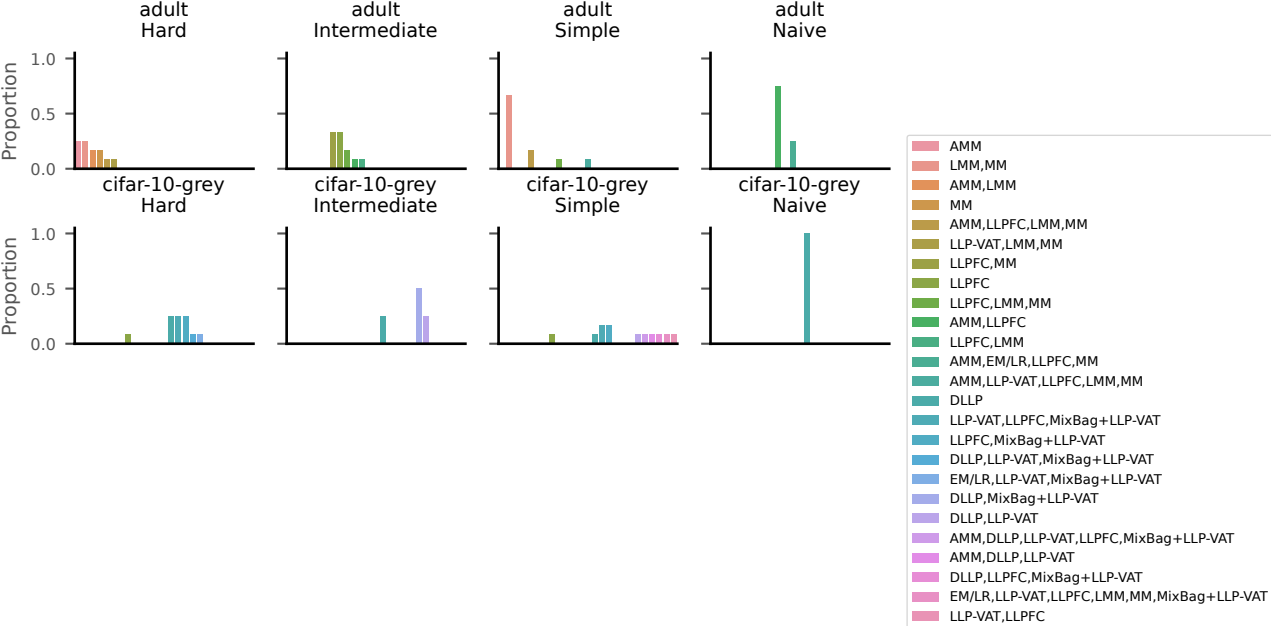 adult
Hard
adult
Intermediate
adult
Simple
adult
Naive
Proportion
1.0
0.5
0.0
cifar-10-grey
Hard
cifar-10-grey
Intermediate
cifar-10-grey
Simple
cifar-10-grey
Naive
Proportion
1.0
0.5
0.0
AMM
LMM,MM
AMM,LMM
MM
AMM,LLPFC,LMM,MM
LLP-VAT,LMM,MM
LLPFC,MM
LLPFC
LLPFC,LMM,MM
AMM,LLPFC
LLPFC,LMM
AMM,EM/LR,LLPFC,MM
AMM,LLP-VAT,LLPFC,LMM,MM
DLLP
LLP-VAT,LLPFC,MixBag+LLP-VAT
LLPFC,MixBag+LLP-VAT
DLLP,LLP-VAT,MixBag+LLP-VAT
EM/LR,LLP-VAT,MixBag+LLP-VAT
DLLP,MixBag+LLP-VAT
DLLP,LLP-VAT
AMM,DLLP,LLP-VAT,LLPFC,MixBag+LLP-VAT
AMM,DLLP,LLP-VAT
DLLP,LLPFC,MixBag+LLP-VAT
EM/LR,LLP-VAT,LLPFC,LMM,MM,MixBag+LLP-VAT
LLP-VAT,LLPFC